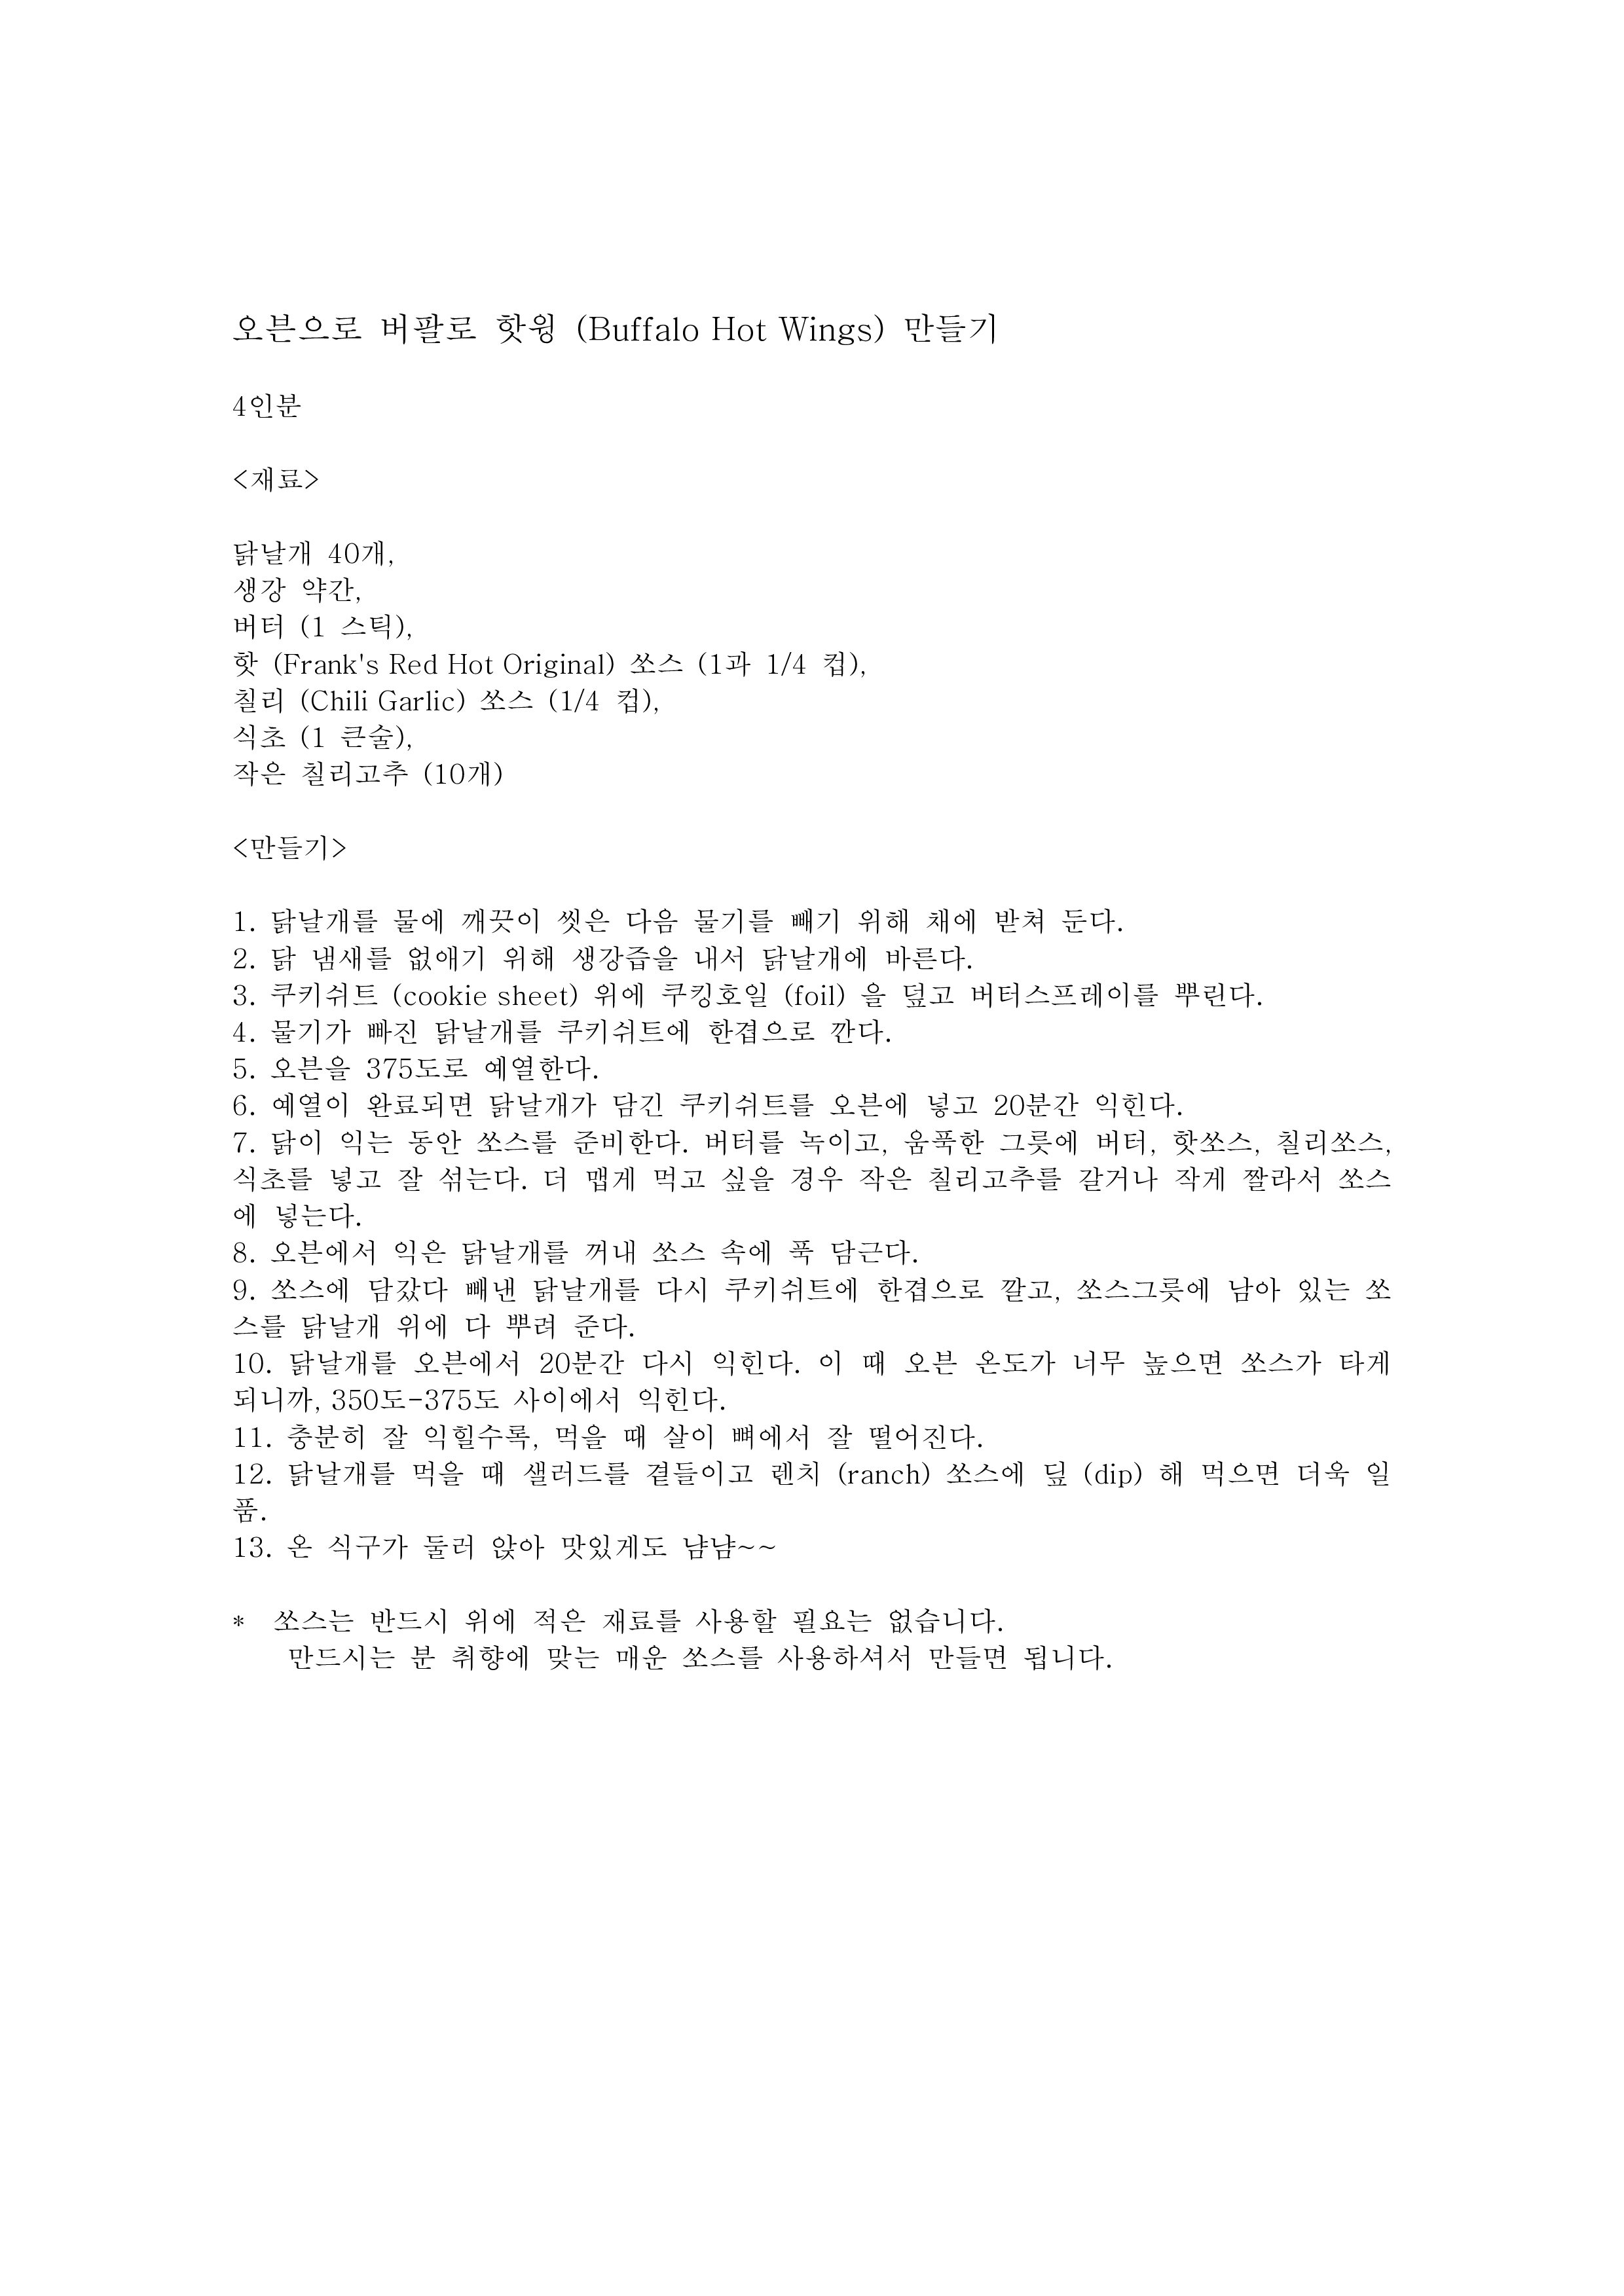 오븐으로 버팔로 핫윙 (Buffalo Hot Wings) 만들기
4인분
<재료>
닭날개 40개,
생강 약간,
버터 (1 스틱),
핫 (Frank's Red Hot Original) 쏘스 (1과 1/4 컵),
칠리 (Chili Garlic) 쏘스 (1/4 컵),
식초 (1 큰술),
작은 칠리고추 (10개)
<만들기>
1. 닭날개를 물에 깨끗이 씻은 다음 물기를 빼기 위해 채에 받쳐 둔다.
2. 닭 냄새를 없애기 위해 생강즙을 내서 닭날개에 바른다.
3. 쿠키쉬트 (cookie sheet) 위에 쿠킹호일 (foil) 을 덮고 버터스프레이를 뿌린다.
4. 물기가 빠진 닭날개를 쿠키쉬트에 한겹으로 깐다.
5. 오븐을 375도로 예열한다.
6. 예열이 완료되면 닭날개가 담긴 쿠키쉬트를 오븐에 넣고 20분간 익힌다.
7. 닭이 익는 동안 쏘스를 준비한다. 버터를 녹이고, 움푹한 그릇에 버터, 핫쏘스, 칠리쏘스,
식초를 넣고 잘 섞는다. 더 맵게 먹고 싶을 경우 작은 칠리고추를 갈거나 작게 짤라서 쏘스
에 넣는다.
8. 오븐에서 익은 닭날개를 꺼내 쏘스 속에 푹 담근다.
9. 쏘스에 담갔다 빼낸 닭날개를 다시 쿠키쉬트에 한겹으로 깔고, 쏘스그릇에 남아 있는 쏘
스를 닭날개 위에 다 뿌려 준다.
10. 닭날개를 오븐에서 20분간 다시 익힌다. 이 때 오븐 온도가 너무 높으면 쏘스가 타게
되니까, 350도-375도 사이에서 익힌다.
11. 충분히 잘 익힐수록, 먹을 때 살이 뼈에서 잘 떨어진다.
12. 닭날개를 먹을 때 샐러드를 곁들이고 렌치 (ranch) 쏘스에 딮 (dip) 해 먹으면 더욱 일
품.
13. 온 식구가 둘러 앉아 맛있게도 냠냠~~
* 쏘스는 반드시 위에 적은 재료를 사용할 필요는 없습니다.
만드시는 분 취향에 맞는 매운 쏘스를 사용하셔서 만들면 됩니다.